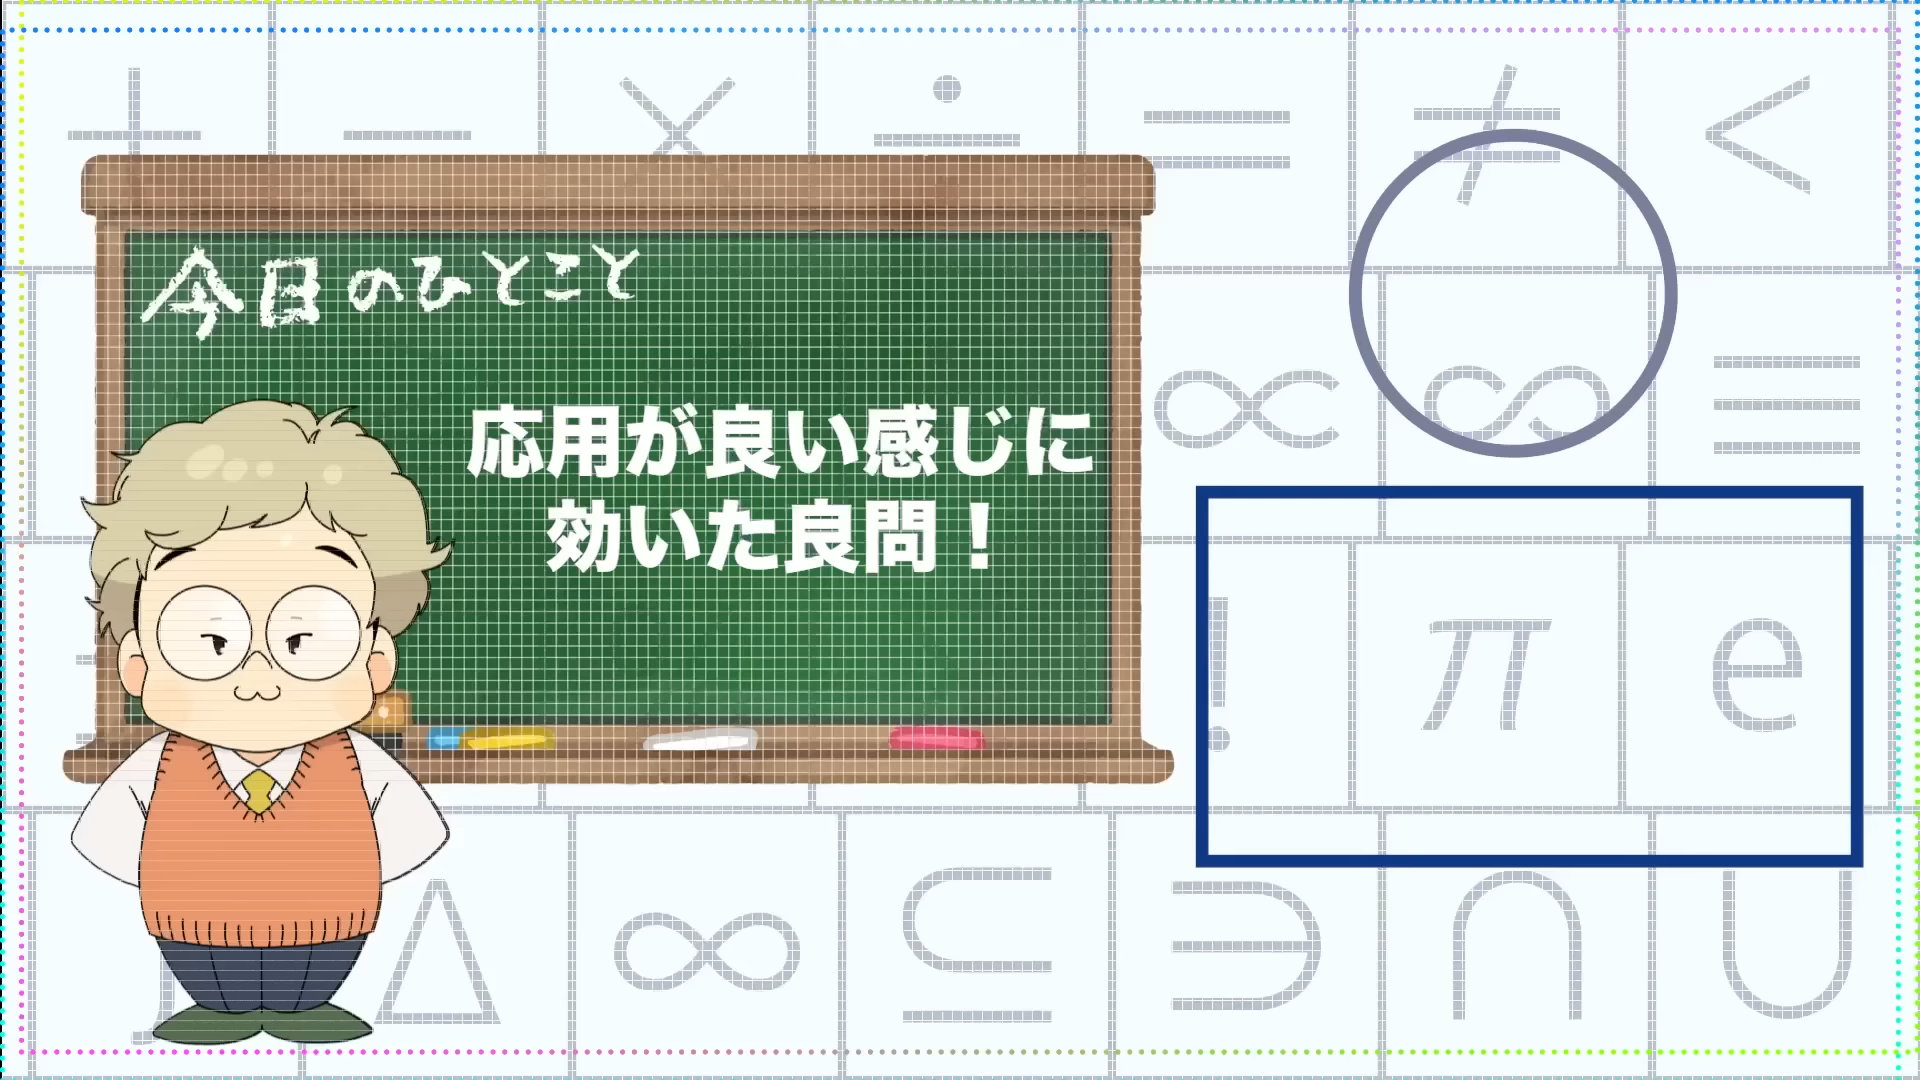 + − × ÷ = ≠ <
今日のひとこと
∝ ∽ ≡
応用が良い感じに
効いた良問！
! π e
∫ Δ ∞ ⊆ ∋ ∩ ∪